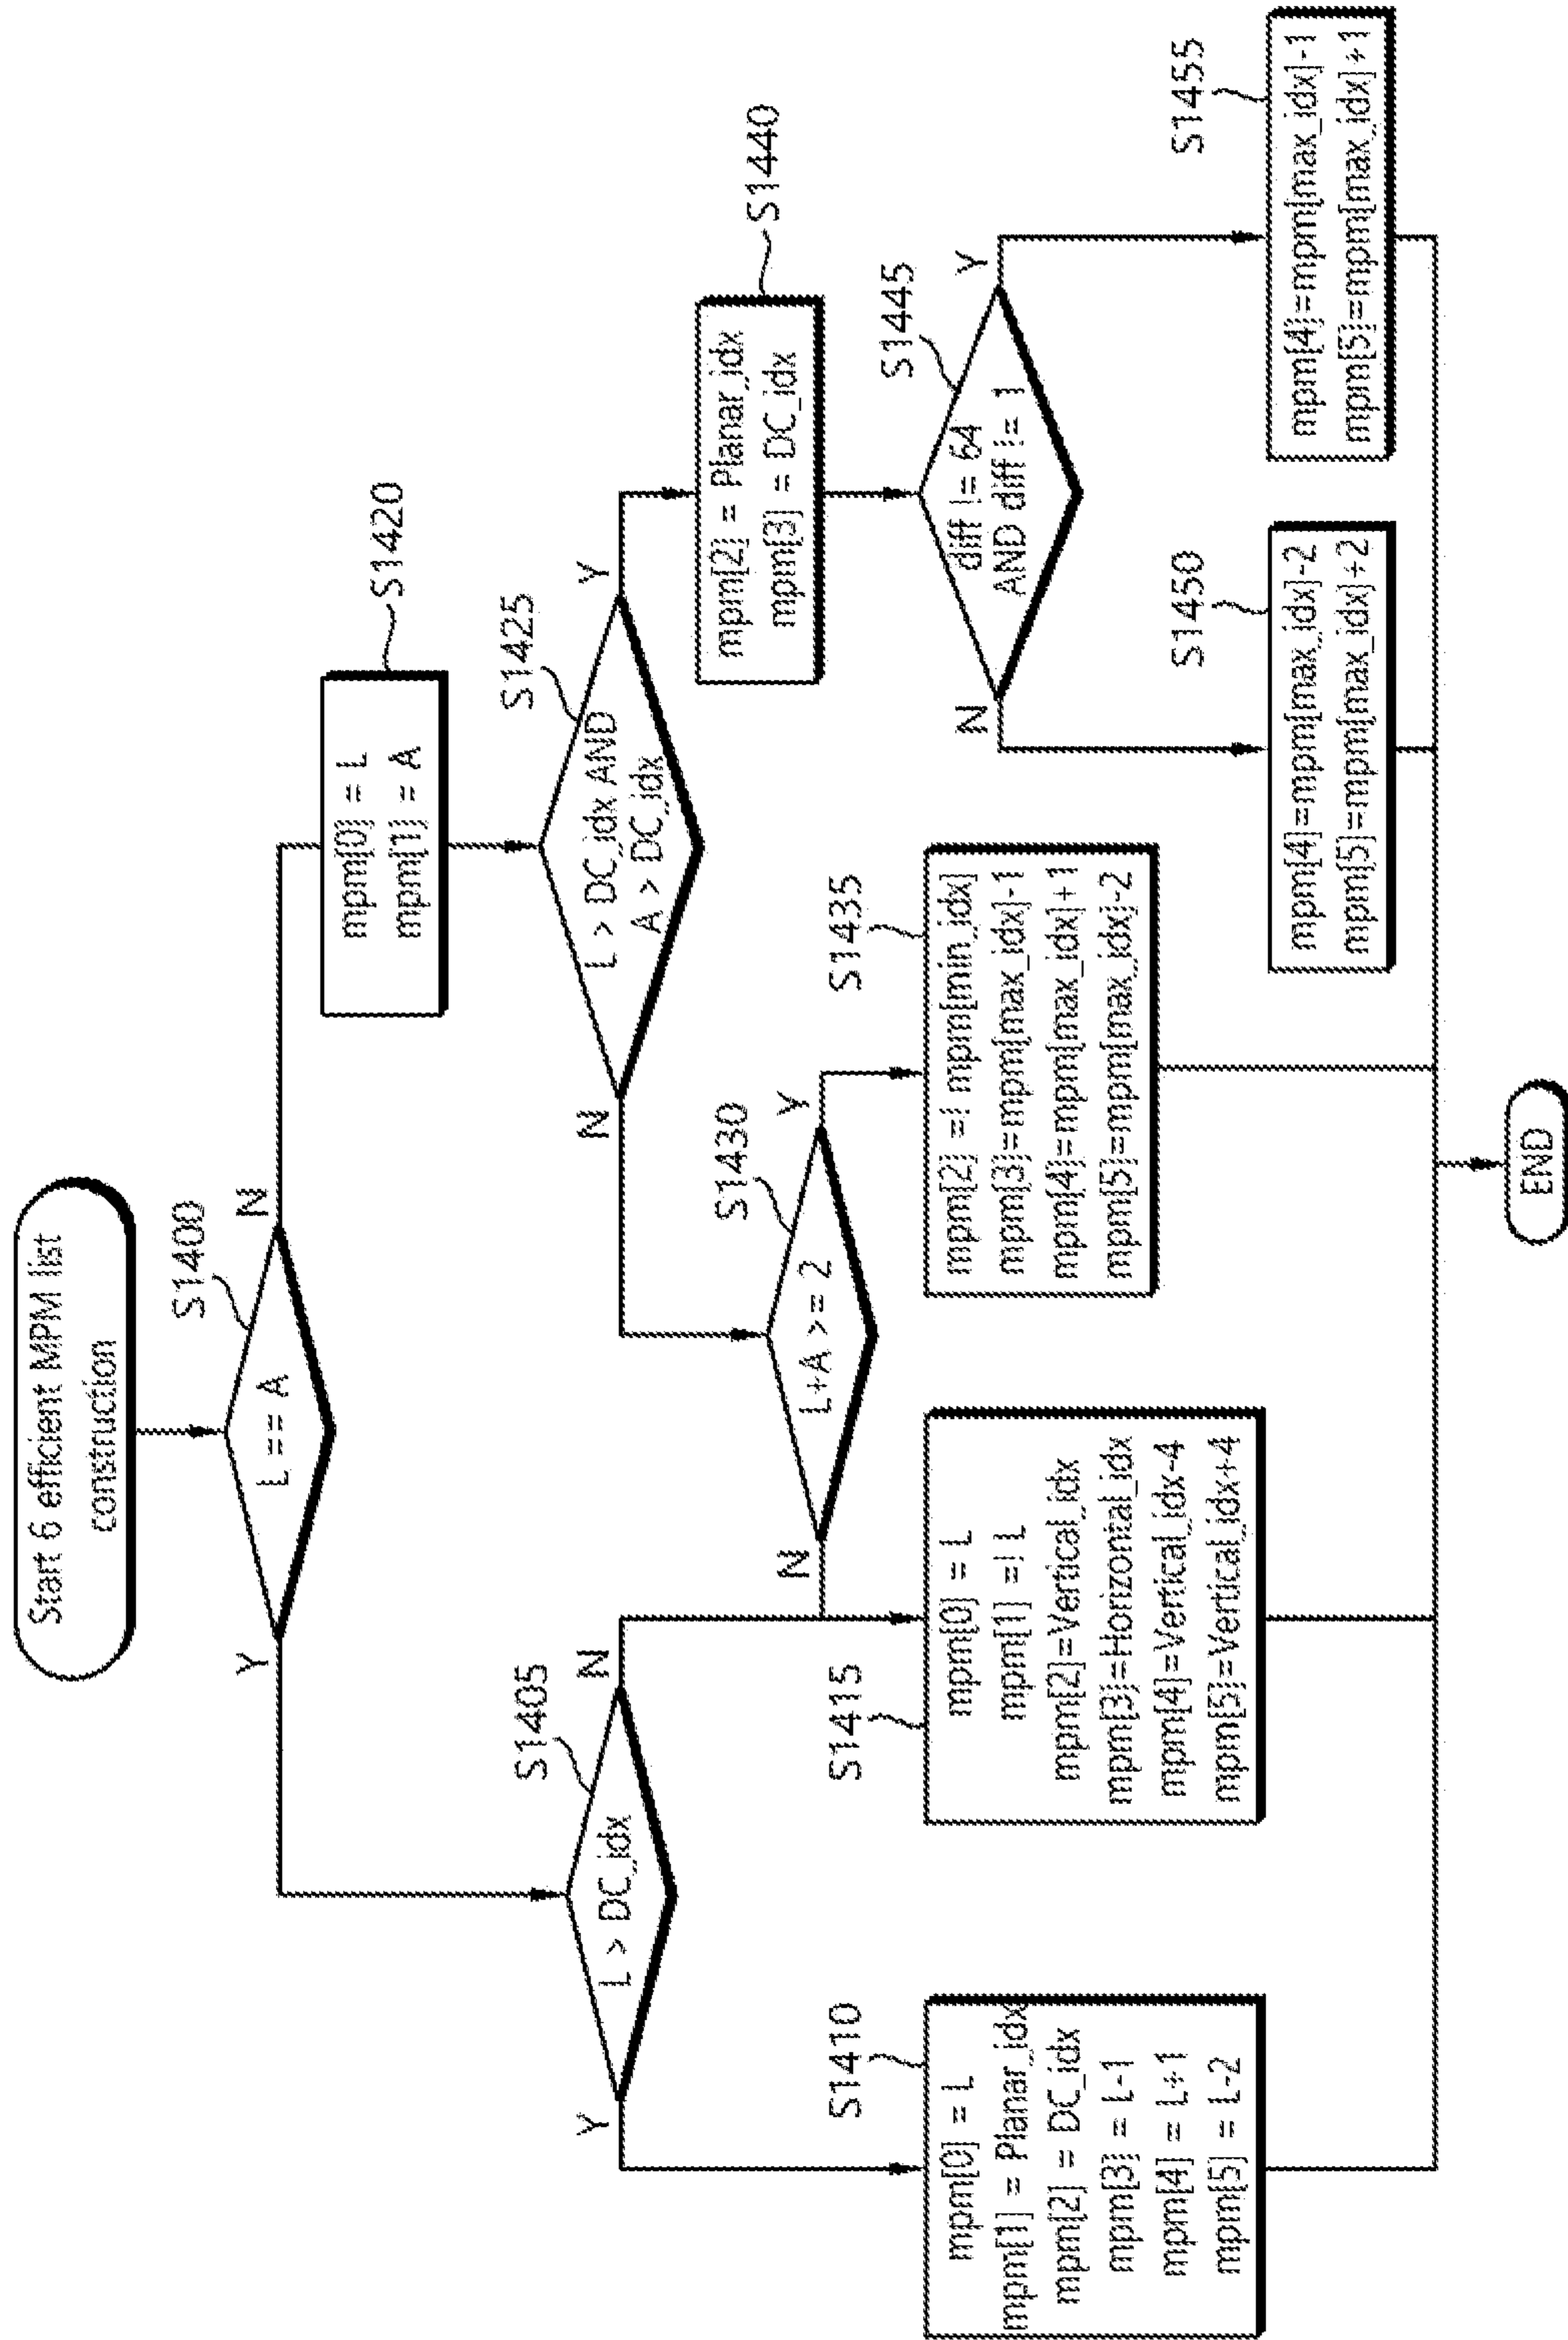 Start 6 efficient MPM list
construction
S1400
L == A
Y
N
S1405
L > DC_idx
Y
N
S1420
mpm[0] = L
mpm[1] = A
S1425
L > DC_idx AND
A > DC_idx
N
Y
S1430
L+A >= 2
N
Y
S1440
mpm[2] = Planar_idx
mpm[3] = DC_idx
S1445
diff != 64
AND diff != 1
N
Y
S1410
mpm[0] = L
mpm[1] = Planar_idx
mpm[2] = DC_idx
mpm[3] = L-1
mpm[4] = L+1
mpm[5] = L-2
S1415
mpm[0] = L
mpm[1] =! L
mpm[2]=Vertical_idx
mpm[3]=Horizontal_idx
mpm[4]=Vertical_idx-4
mpm[5]=Vertical_idx+4
S1435
mpm[2] =! mpm[min_idx]
mpm[3]=mpm[max_idx]-1
mpm[4]=mpm[max_idx]+1
mpm[5]=mpm[max_idx]-2
S1450
mpm[4]=mpm[max_idx]-2
mpm[5]=mpm[max_idx]+2
S1455
mpm[4]=mpm[max_idx]-1
mpm[5]=mpm[max_idx]+1
END